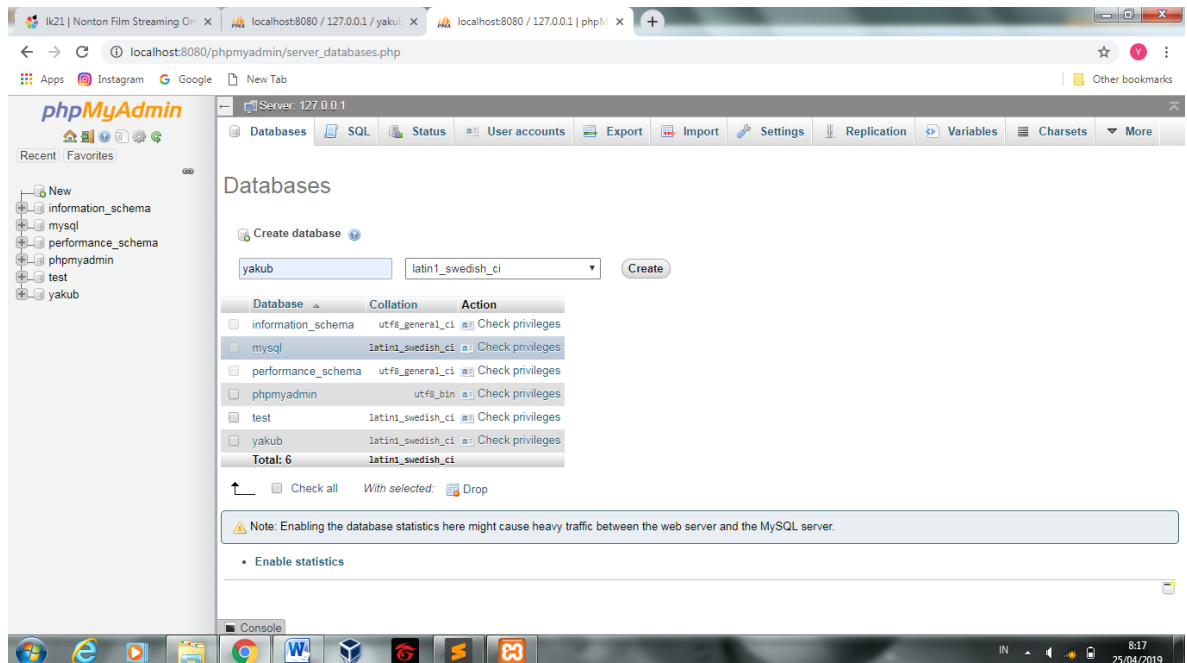 lk21 | Nonton Film Streaming On
localhost:8080 / 127.0.0.1 / yakub
localhost:8080 / 127.0.0.1 | phpM
localhost:8080/phpmyadmin/server_databases.php
Y
Apps Instagram Google New Tab Other bookmarks
phpMyAdmin
Recent Favorites
New
information_schema
mysql
performance_schema
phpmyadmin
test
yakub
Server: 127.0.0.1
Databases SQL Status User accounts Export Import Settings Replication Variables Charsets More
Databases
Create database
yakub latin1_swedish_ci Create
Database Collation Action
information_schema utf8_general_ci Check privileges
mysql latin1_swedish_ci Check privileges
performance_schema utf8_general_ci Check privileges
phpmyadmin utf8_bin Check privileges
test latin1_swedish_ci Check privileges
yakub latin1_swedish_ci Check privileges
Total: 6 latin1_swedish_ci
Check all With selected: Drop
Note: Enabling the database statistics here might cause heavy traffic between the web server and the MySQL server.
• Enable statistics
Console
IN 8:17
25/04/2019